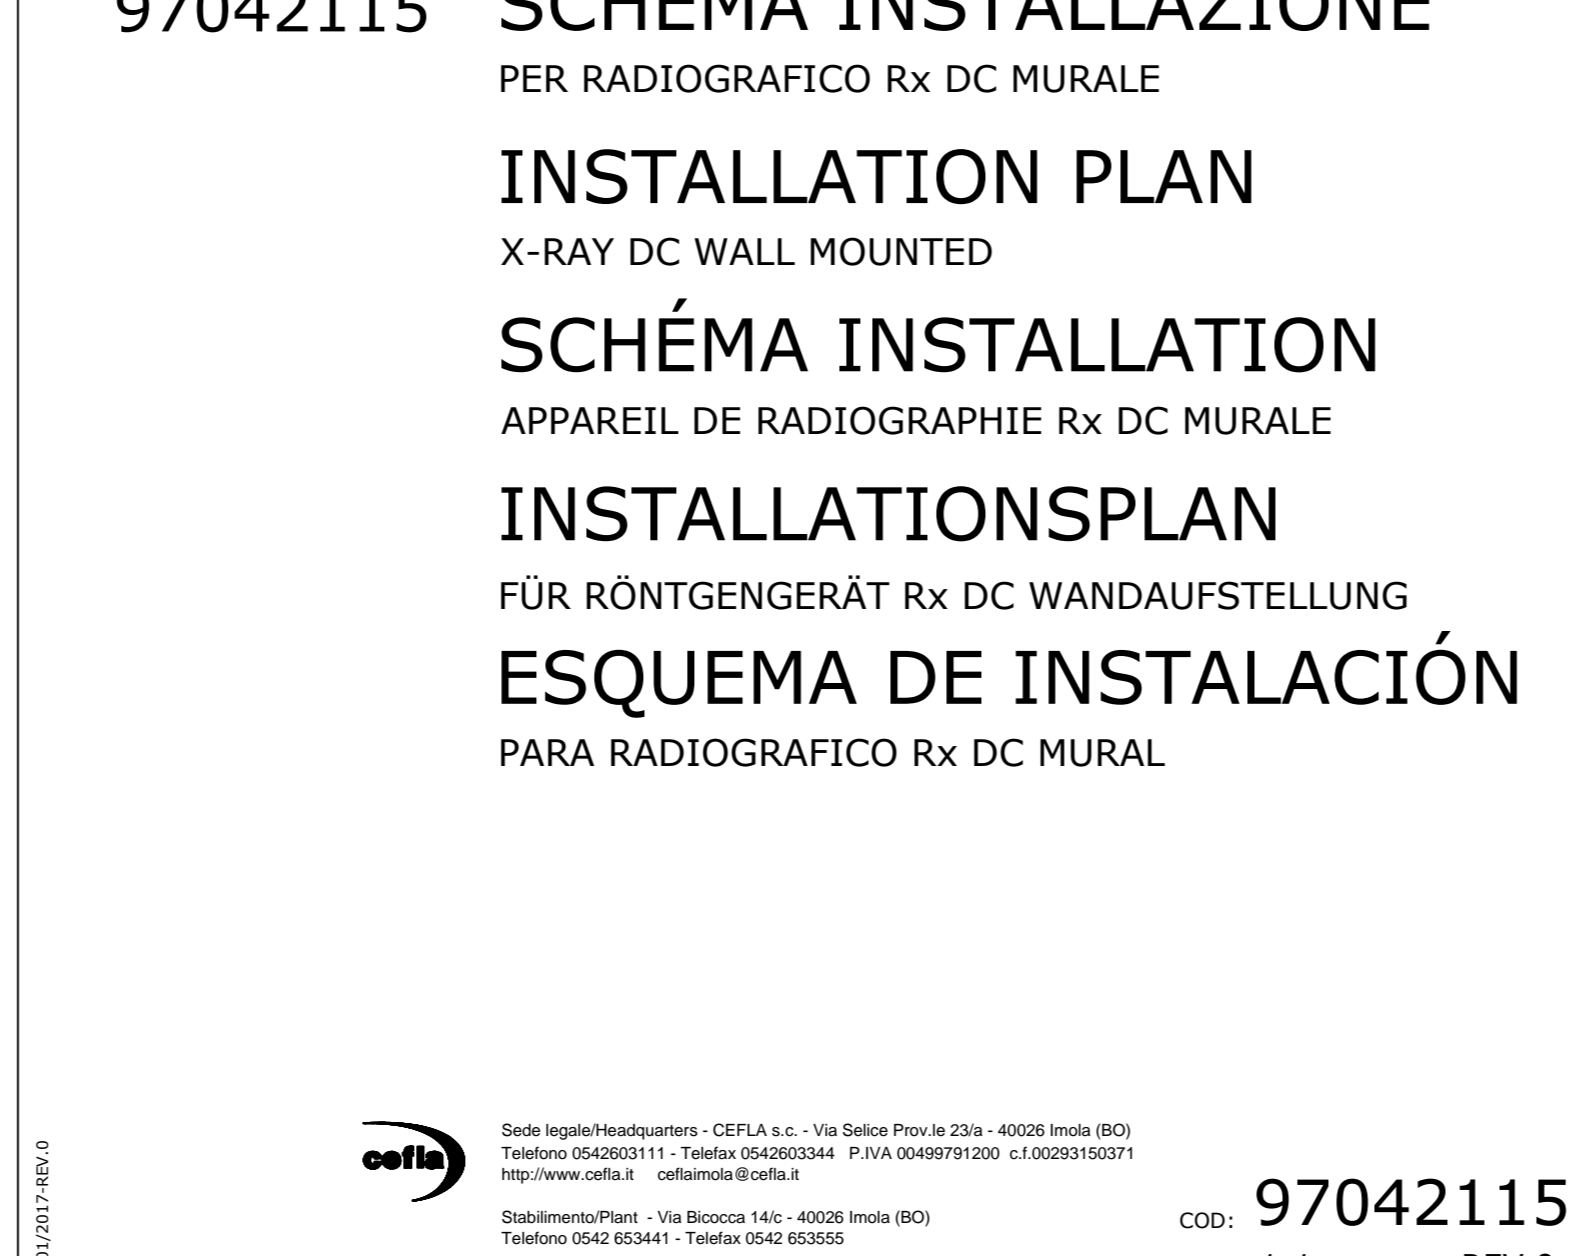 97042115 SCHEMA INSTALLAZIONE
PER RADIOGRAFICO Rx DC MURALE
INSTALLATION PLAN
X-RAY DC WALL MOUNTED
SCHÉMA INSTALLATION
APPAREIL DE RADIOGRAPHIE Rx DC MURALE
INSTALLATIONSPLAN
FÜR RÖNTGENGERÄT Rx DC WANDAUFSTELLUNG
ESQUEMA DE INSTALACIÓN
PARA RADIOGRAFICO Rx DC MURAL
01/2017-REV.0
cefla
Sede legale/Headquarters - CEFLA s.c. - Via Selice Prov.le 23/a - 40026 Imola (BO)
Telefono 0542603111 - Telefax 0542603344 P.IVA 00499791200 c.f.00293150371
http://www.cefla.it ceflaimola@cefla.it
Stabilimento/Plant - Via Bicocca 14/c - 40026 Imola (BO)
Telefono 0542 653441 - Telefax 0542 653555
COD: 97042115